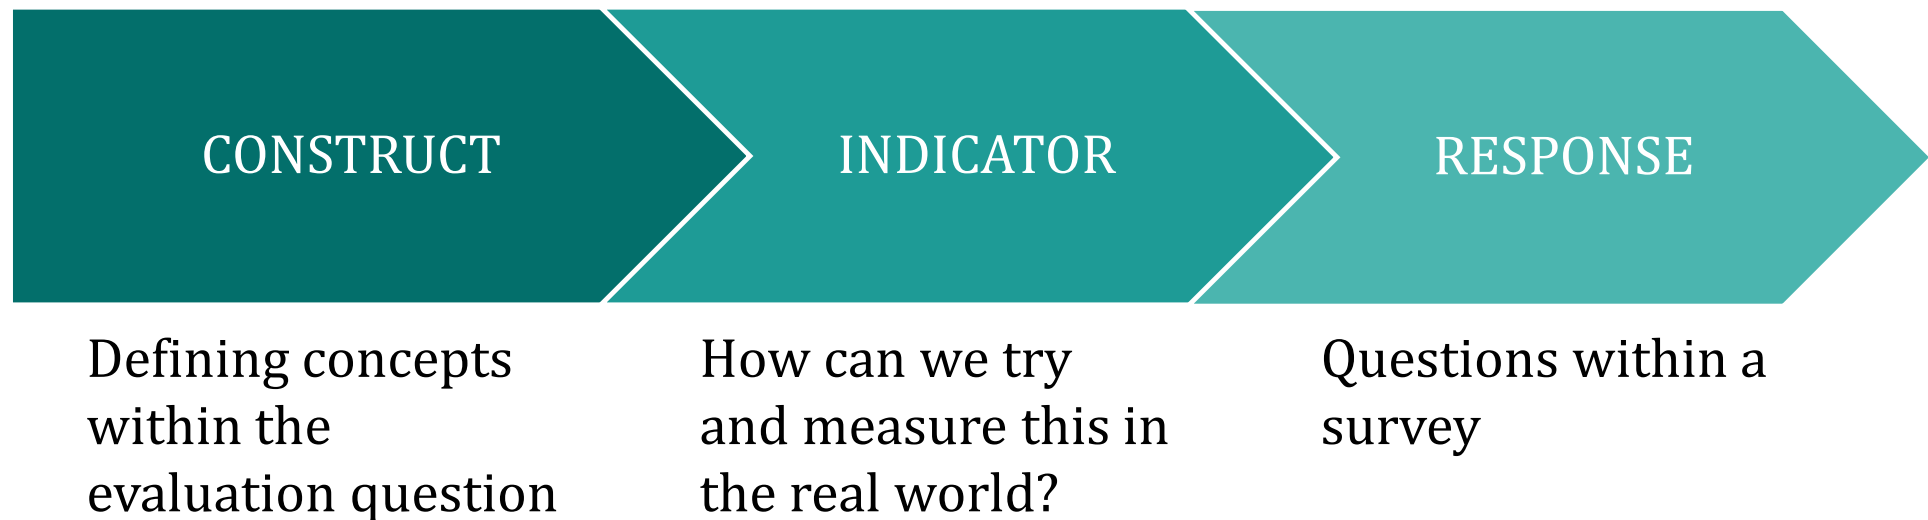 CONSTRUCT
INDICATOR
RESPONSE
Defining concepts
within the
evaluation question
How can we try
and measure this in
the real world?
Questions within a
survey